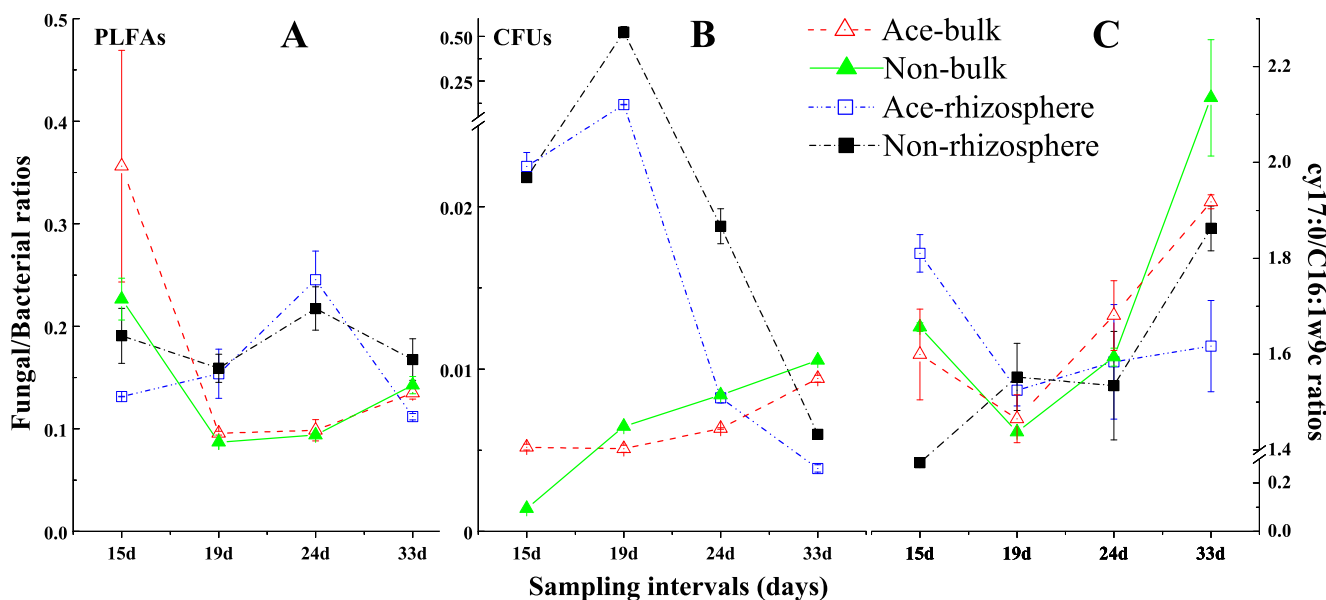 PLFAs
A
CFUs
B
C
Ace-bulk
Non-bulk
Ace-rhizosphere
Non-rhizosphere
Fungal/Bacterial ratios
0.5
0.4
0.3
0.2
0.1
0.0
15d
19d
24d
33d
0.50
0.25
0.02
0.01
0
15d
19d
24d
33d
2.2
2.0
1.8
1.6
1.4
0.2
0.0
15d
19d
24d
33d
cy17:0/C16:1w9c ratios
Sampling intervals (days)